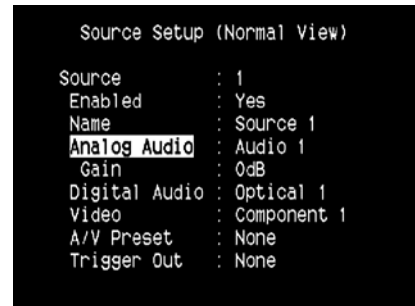 Source Setup (Normal View)
Source : 1
Enabled : Yes
Name : Source 1
Analog Audio : Audio 1
Gain : 0dB
Digital Audio : Optical 1
Video : Component 1
A/V Preset : None
Trigger Out : None